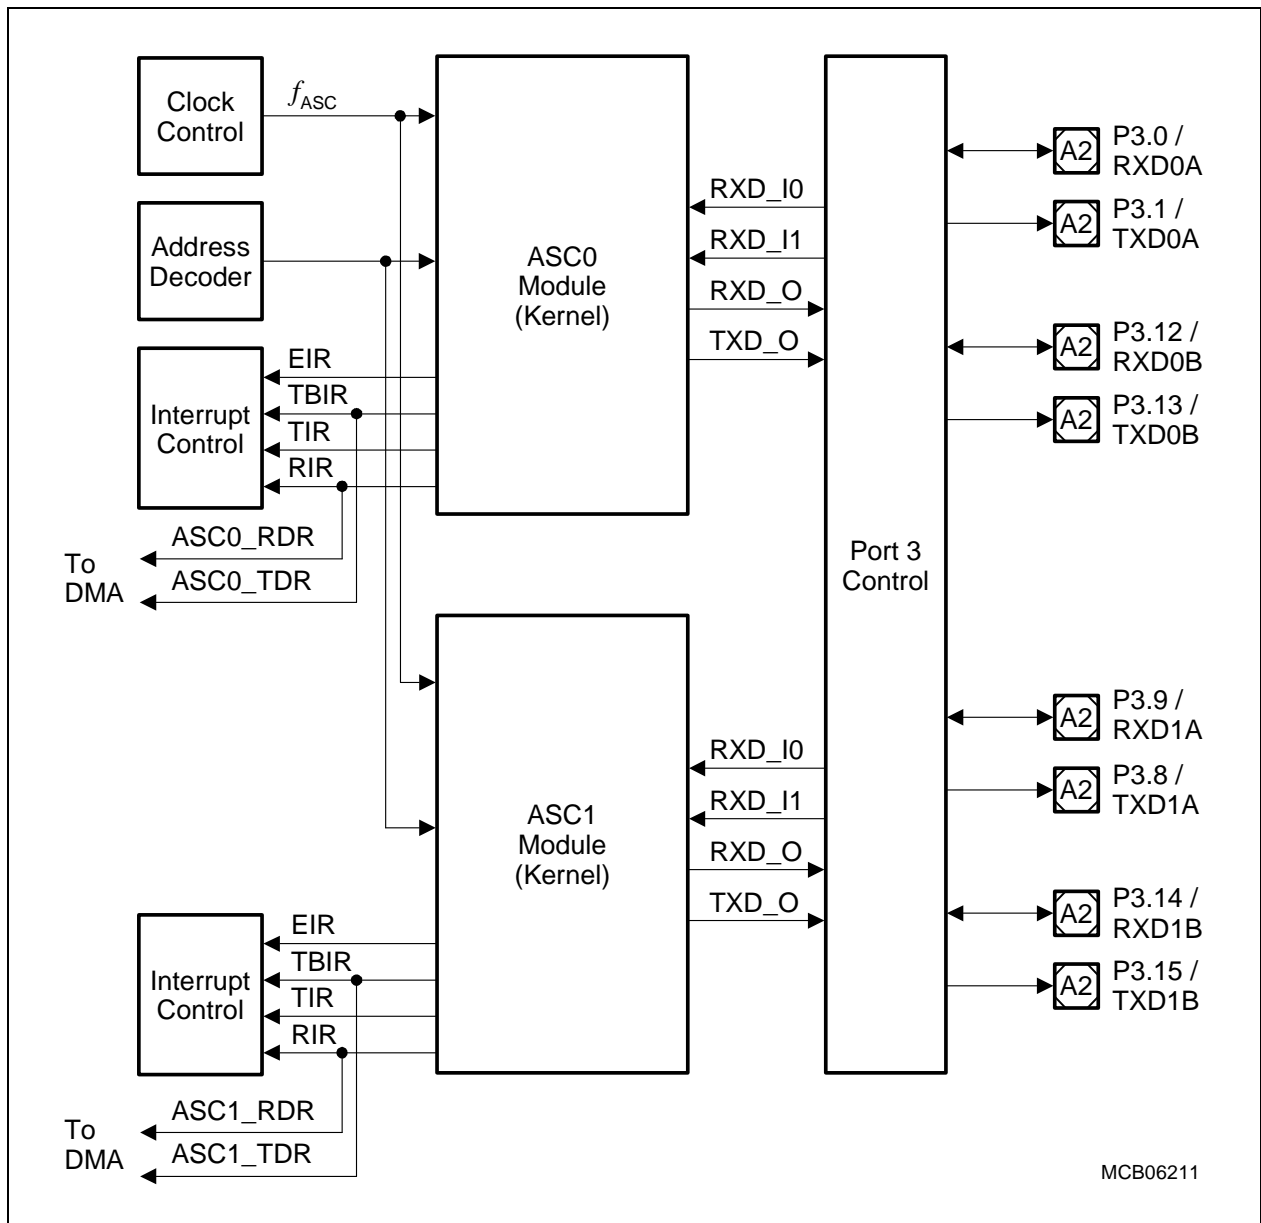 Clock
Control
fASC
Address
Decoder
Interrupt
Control
EIR
TBIR
TIR
RIR
To
DMA
ASC0_RDR
ASC0_TDR
ASC0
Module
(Kernel)
RXD_I0
RXD_I1
RXD_O
TXD_O
Port 3
Control
A2
P3.0 /
RXD0A
A2
P3.1 /
TXD0A
A2
P3.12 /
RXD0B
A2
P3.13 /
TXD0B
ASC1
Module
(Kernel)
RXD_I0
RXD_I1
RXD_O
TXD_O
A2
P3.9 /
RXD1A
A2
P3.8 /
TXD1A
A2
P3.14 /
RXD1B
A2
P3.15 /
TXD1B
Interrupt
Control
EIR
TBIR
TIR
RIR
To
DMA
ASC1_RDR
ASC1_TDR
MCB06211